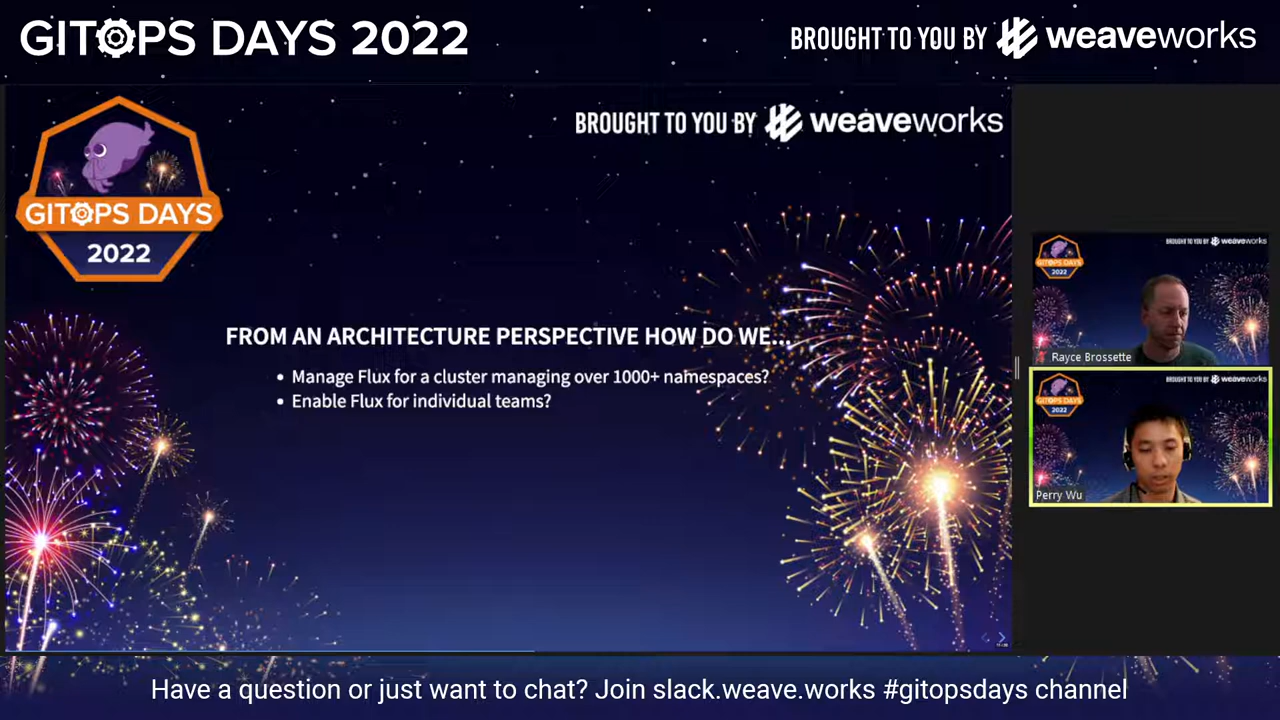 GITOPS DAYS 2022
BROUGHT TO YOU BY weaveworks
BROUGHT TO YOU BY weaveworks
GITOPS DAYS
2022
FROM AN ARCHITECTURE PERSPECTIVE HOW DO WE...
• Manage Flux for a cluster managing over 1000+ namespaces?
• Enable Flux for individual teams?
BROUGHT TO YOU BY weaveworks
GITOPS DAYS
2022
Rayce Brossette
BROUGHT TO YOU BY weaveworks
GITOPS DAYS
2022
Perry Wu
Have a question or just want to chat? Join slack.weave.works #gitopsdays channel